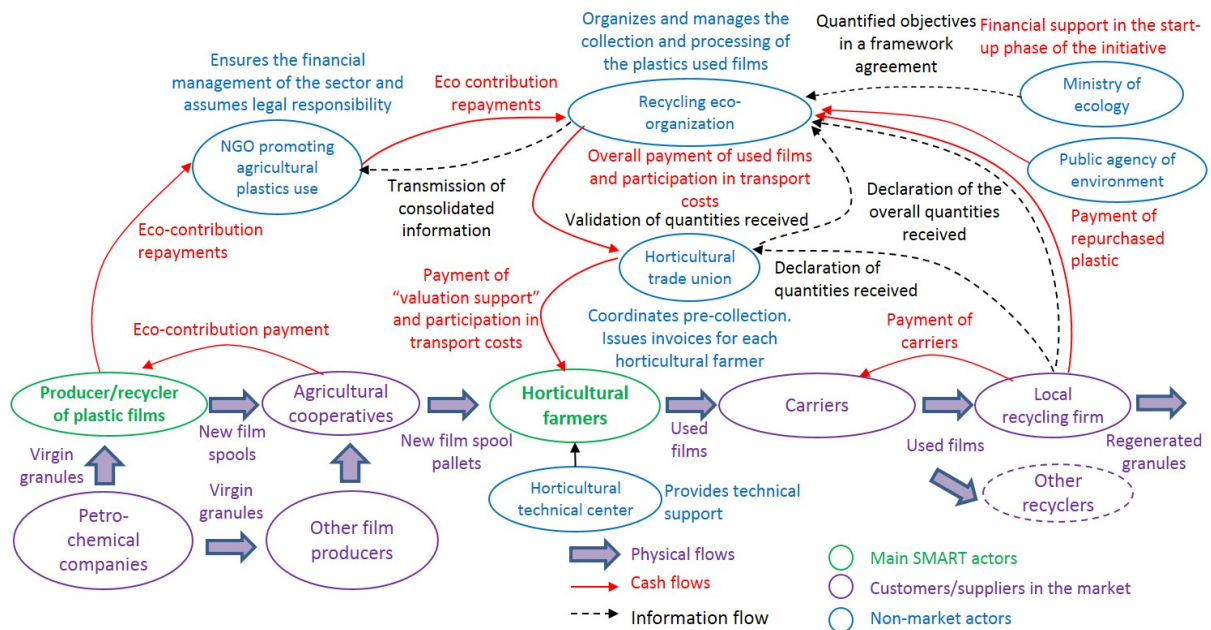 Organizes and manages the
collection and processing of
the plastics used films
Quantified objectives
in a framework
agreement
Financial support in the start-
up phase of the initiative
Ensures the financial
management of the sector and
assumes legal responsibility
Eco contribution
repayments
Recycling eco-
organization
Ministry of
ecology
NGO promoting
agricultural
plastics use
Public agency of
environment
Overall payment of used films
and participation in transport
costs
Transmission of
consolidated
information
Validation of quantities received
Declaration of the
overall quantities
received
Payment of
repurchased
plastic
Eco-contribution
repayments
Horticultural
trade union
Declaration of
quantities received
Payment of
“valuation support”
and participation in
transport costs
Coordinates pre-collection.
Issues invoices for each
horticultural farmer
Eco-contribution payment
Payment of
carriers
Producer/recycler
of plastic films
Agricultural
cooperatives
Horticultural
farmers
Carriers
Local
recycling firm
New film
spools
New film spool
pallets
Used
films
Used films
Regenerated
granules
Virgin
granules
Virgin
granules
Petro-
chemical
companies
Other film
producers
Horticultural
technical center
Provides technical
support
Other
recyclers
Physical flows
Cash flows
Information flow
Main SMART actors
Customers/suppliers in the market
Non-market actors